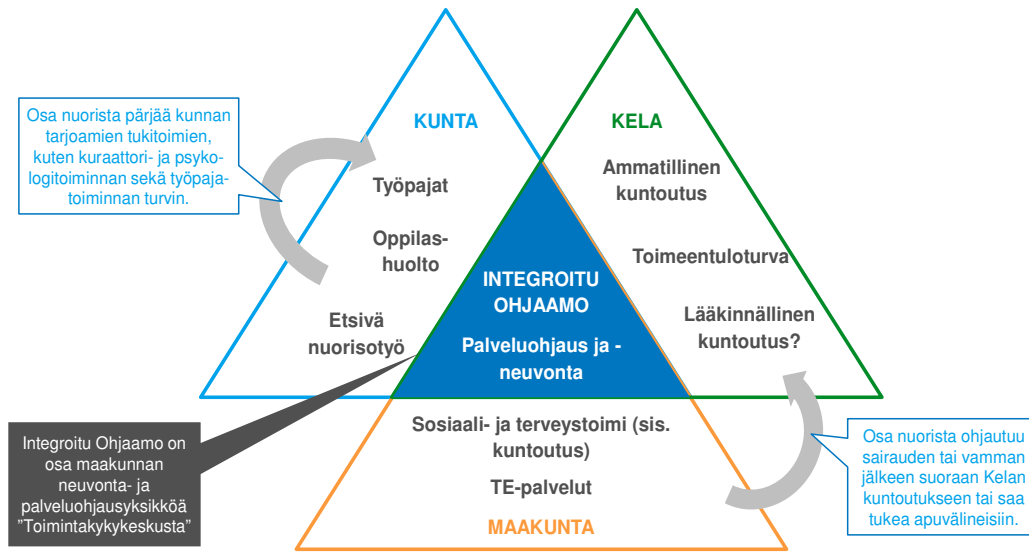 Osa nuorista pärjää kunnan
tarjoamien tukitoimien,
kuten kuraattori- ja psyko-
logitoiminnan sekä työpaja-
toiminnan turvin.
KUNTA
Työpajat
Oppilas-
huolto
Etsivä
nuorisotyö
KELA
Ammatillinen
kuntoutus
Toimeentuloturva
Lääkinnällinen
kuntoutus?
INTEGROITU
OHJAAMO
Palveluohjaus ja -
neuvonta
Sosiaali- ja terveystoimi (sis.
kuntoutus)
TE-palvelut
MAAKUNTA
Integroitu Ohjaamo on
osa maakunnan
neuvonta- ja
palveluohjausyksikköä
”Toimintakykykeskusta”
Osa nuorista ohjautuu
sairauden tai vamman
jälkeen suoraan Kelan
kuntoutukseen tai saa
tukea apuvälineisiin.